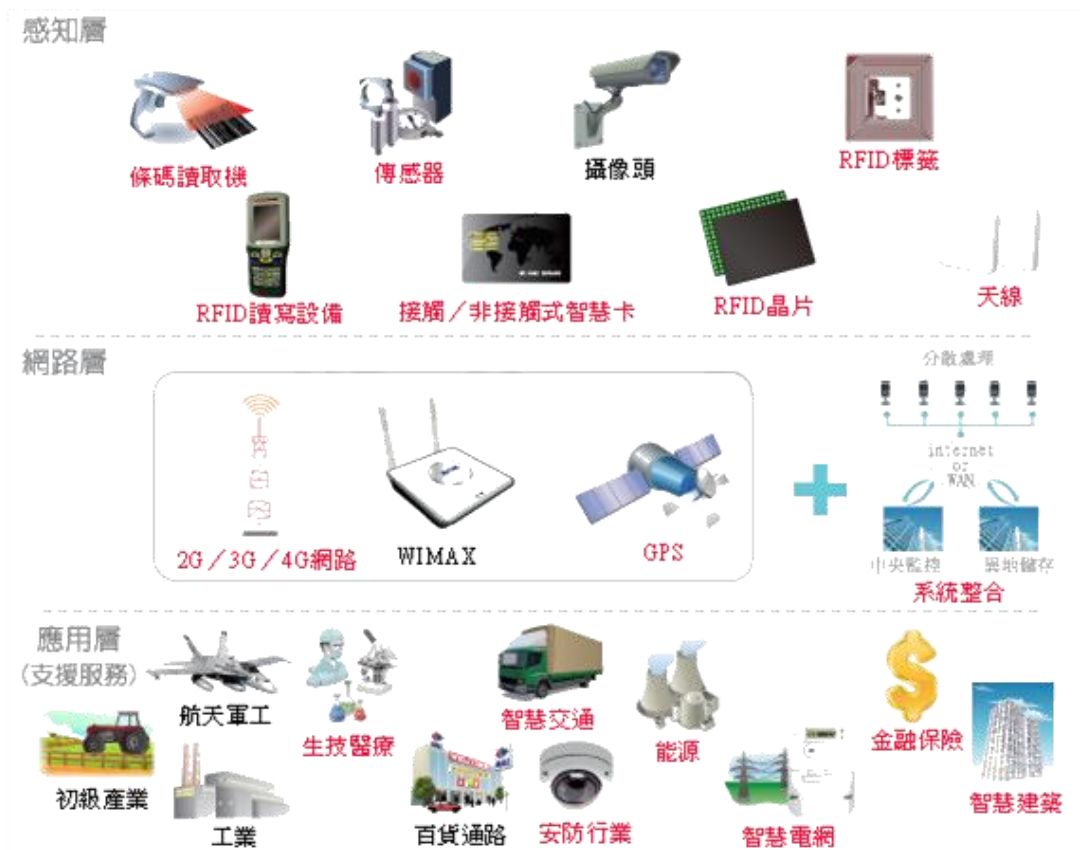 感知層
條碼讀取機
傳感器
攝像頭
RFID標籤
RFID讀寫設備
接觸／非接觸式智慧卡
RFID晶片
天線
網路層
2G／3G／4G網路
WIMAX
GPS
分散處理
internet
or
WAN
中央監控
異地儲存
系統整合
應用層
(支援服務)
航天軍工
生技醫療
智慧交通
能源
金融保險
智慧建築
初級產業
工業
百貨通路
安防行業
智慧電網